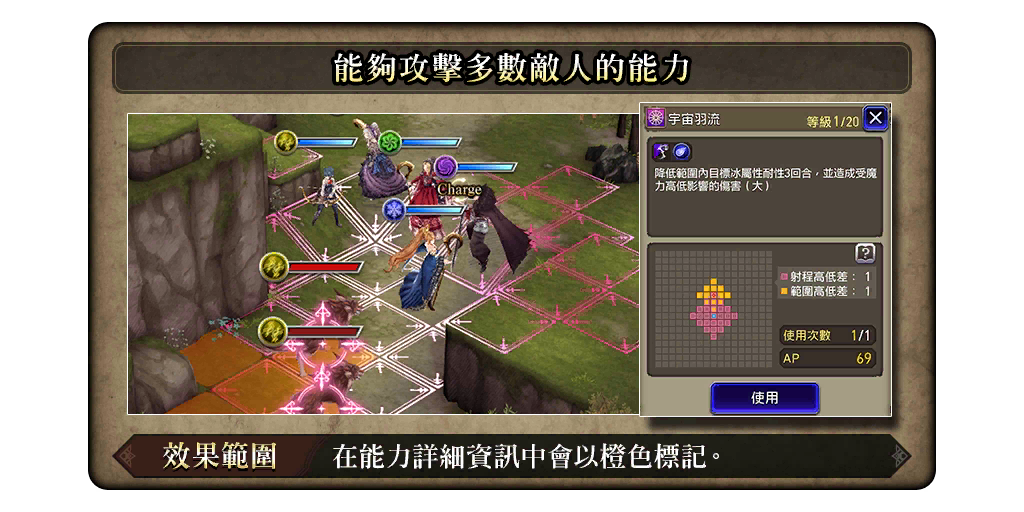 能夠攻擊多數敵人的能力
宇宙羽流
等級1/20
降低範圍內目標冰屬性耐性3回合，並造成受魔
力高低影響的傷害（大）
Charge
?
射程高低差： 1
範圍高低差： 1
使用次數 1/1
AP 69
使用
效果範圍
在能力詳細資訊中會以橙色標記。